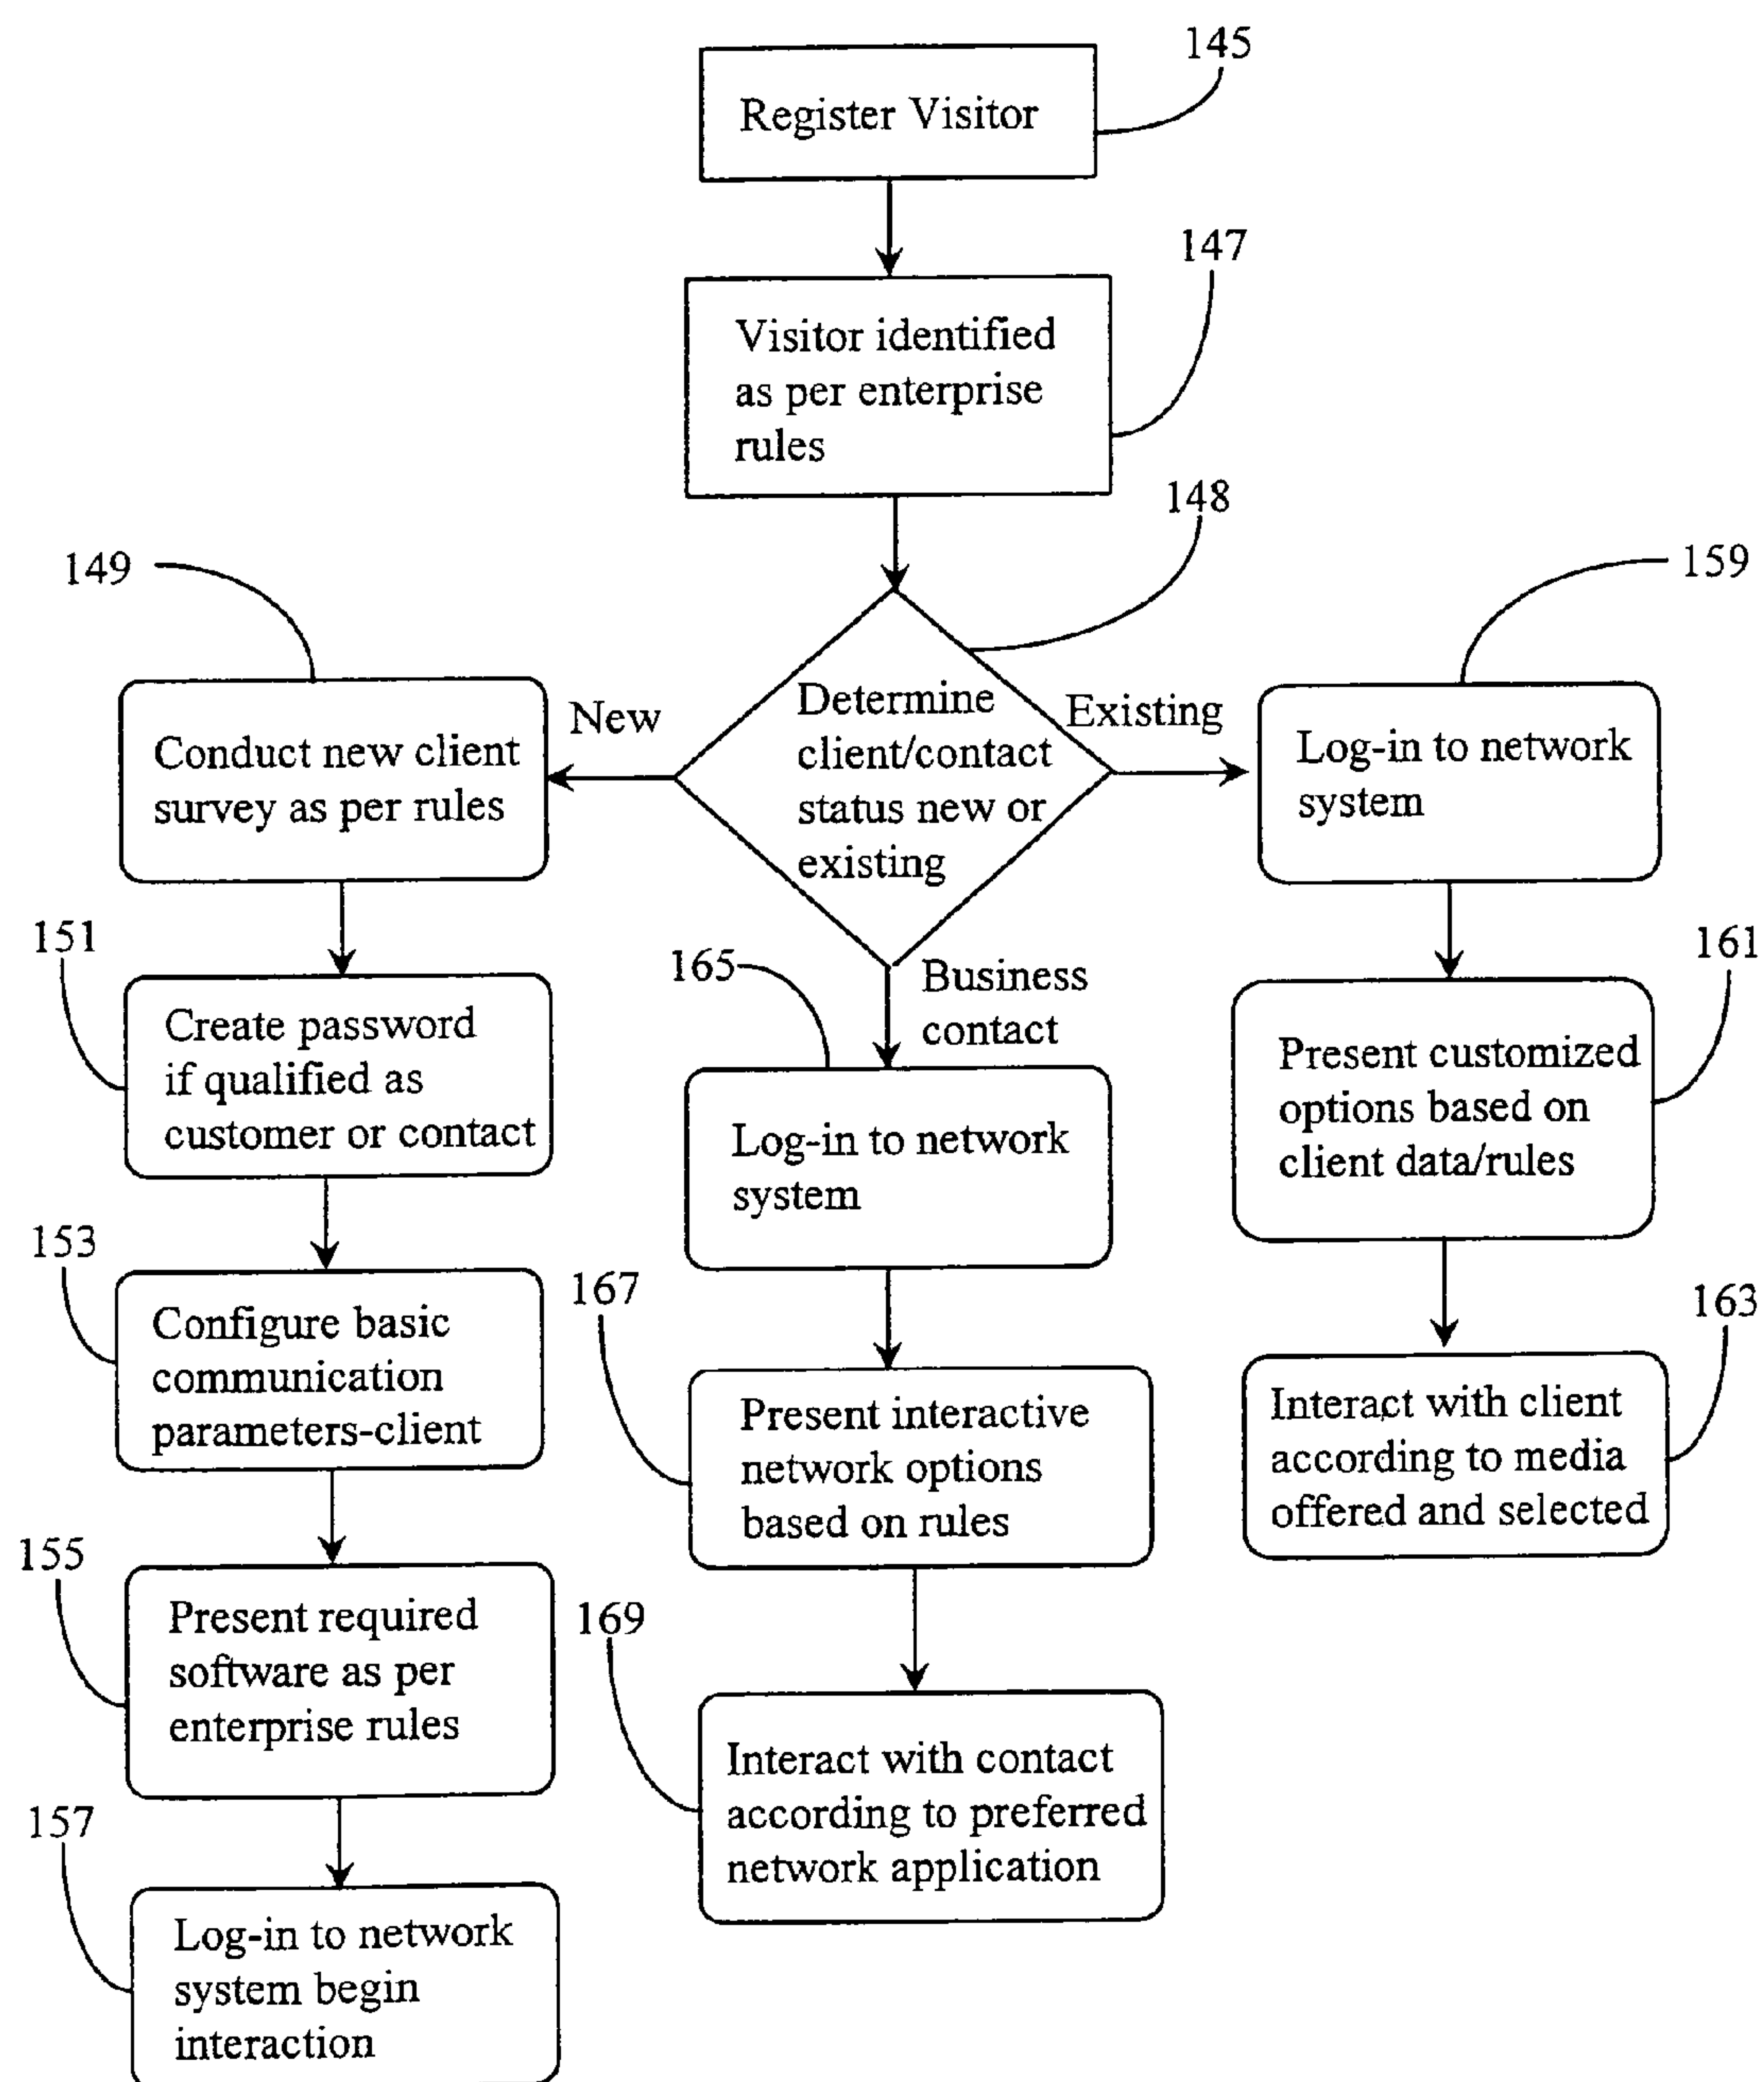 145
Register Visitor
147
Visitor identified
as per enterprise
rules
148
149
159
New
Determine
client/contact
status new or
existing
Existing
Conduct new client
survey as per rules
Log-in to network
system
151
Create password
if qualified as
customer or contact
165
Business
contact
161
Present customized
options based on
client data/rules
Log-in to network
system
153
Configure basic
communication
parameters-client
167
Present interactive
network options
based on rules
163
Interact with client
according to media
offered and selected
155
Present required
software as per
enterprise rules
169
Interact with contact
according to preferred
network application
157
Log-in to network
system begin
interaction